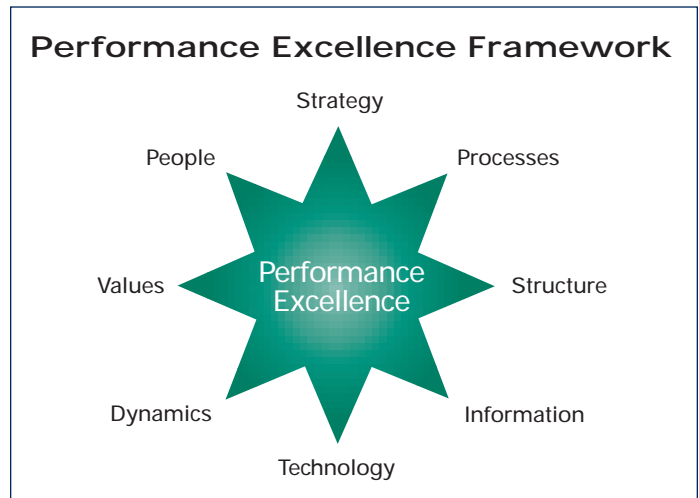 Performance Excellence Framework
Strategy
People
Processes
Values
Performance
Excellence
Structure
Dynamics
Information
Technology